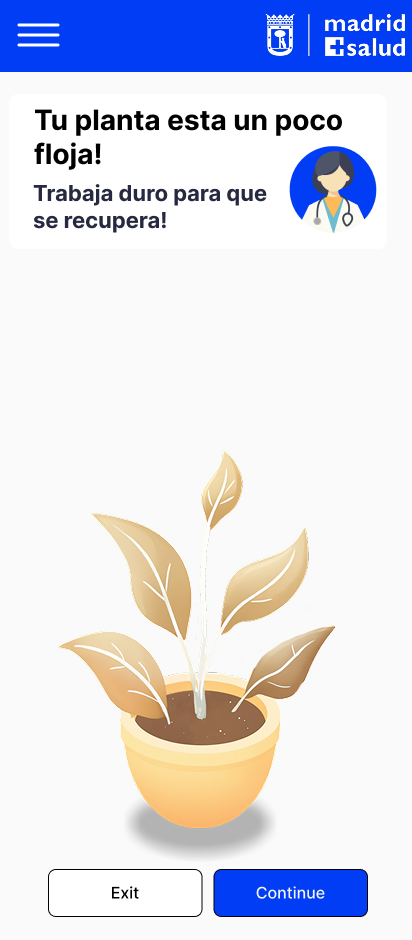 madrid
salud
Tu planta esta un poco
floja!
Trabaja duro para que
se recupera!
Exit
Continue